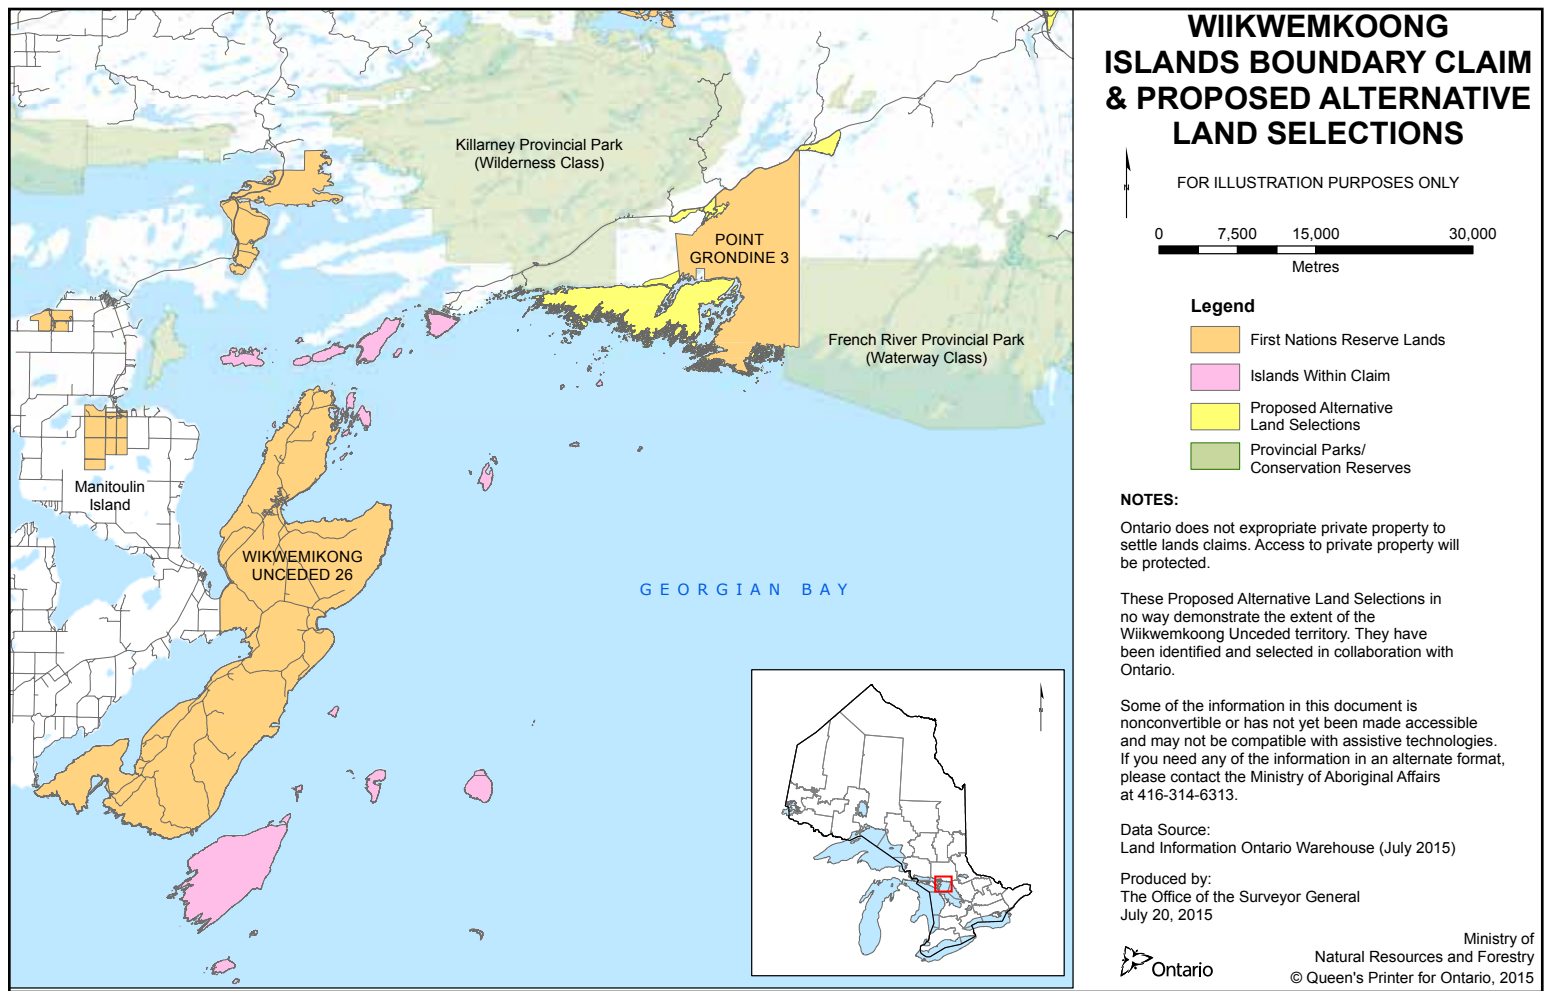 WIIKWEMKOONG
ISLANDS BOUNDARY CLAIM
& PROPOSED ALTERNATIVE
LAND SELECTIONS
N
FOR ILLUSTRATION PURPOSES ONLY
0 7,500 15,000 30,000
Metres
Legend
First Nations Reserve Lands
Islands Within Claim
Proposed Alternative
Land Selections
Provincial Parks/
Conservation Reserves
NOTES:
Ontario does not expropriate private property to
settle lands claims. Access to private property will
be protected.
These Proposed Alternative Land Selections in
no way demonstrate the extent of the
Wiikwemkoong Unceded territory. They have
been identified and selected in collaboration with
Ontario.
Some of the information in this document is
nonconvertible or has not yet been made accessible
and may not be compatible with assistive technologies.
If you need any of the information in an alternate format,
please contact the Ministry of Aboriginal Affairs
at 416-314-6313.
Data Source:
Land Information Ontario Warehouse (July 2015)
Produced by:
The Office of the Surveyor General
July 20, 2015
Ontario
Ministry of
Natural Resources and Forestry
© Queen's Printer for Ontario, 2015
Killarney Provincial Park
(Wilderness Class)
POINT
GRONDINE 3
French River Provincial Park
(Waterway Class)
Manitoulin
Island
WIKWEMIKONG
UNCEDED 26
GEORGIAN BAY
N